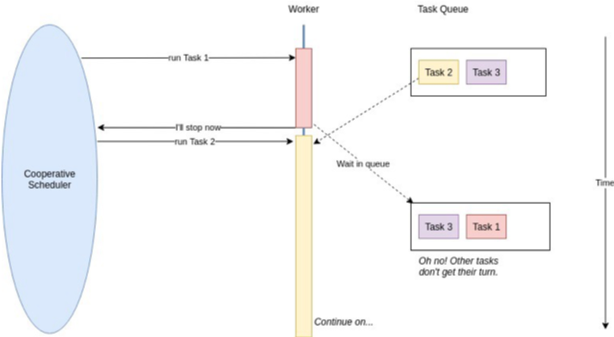 Worker
Task Queue
run Task 1
Task 2
Task 3
I'll stop now
run Task 2
Wait in queue
Cooperative
Scheduler
Time
Task 3
Task 1
Oh no! Other tasks
don't get their turn.
Continue on...